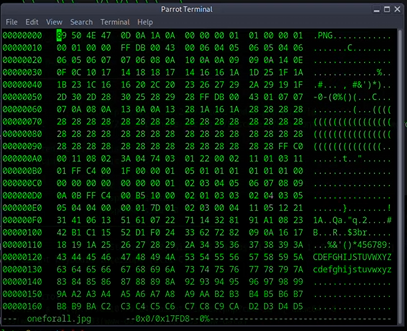 Parrot Terminal
File Edit View Search Terminal Help
00000000 89 50 4E 47 0D 0A 1A 0A 00 00 00 01 01 00 00 01 .PNG............
00000010 00 01 00 00 FF DB 00 43 00 06 04 05 06 05 04 06 .......C........
00000020 06 05 06 07 07 06 08 0A 10 0A 0A 09 09 0A 14 0E ................
00000030 0F 0C 10 17 14 18 18 17 14 16 16 1A 1D 25 1F 1A .............%..
00000040 1B 23 1C 16 16 20 2C 20 23 26 27 29 2A 29 19 1F .#... , #&')*)..
00000050 2D 30 2D 28 30 25 28 29 28 FF DB 00 43 01 07 07 -0-(0%()(...C...
00000060 07 0A 08 0A 13 0A 0A 13 28 1A 16 1A 28 28 28 28 ........(...((((
00000070 28 28 28 28 28 28 28 28 28 28 28 28 28 28 28 28 ((((((((((((((((
00000080 28 28 28 28 28 28 28 28 28 28 28 28 28 28 28 28 ((((((((((((((((
00000090 28 28 28 28 28 28 28 28 28 28 28 28 28 28 FF C0 ((((((((((((((..
000000A0 00 11 08 02 3A 04 74 03 01 22 00 02 11 01 03 11 ....:.t.."......
000000B0 01 FF C4 00 1F 00 00 01 05 01 01 01 01 01 01 00 ................
000000C0 00 00 00 00 00 00 00 01 02 03 04 05 06 07 08 09 ................
000000D0 0A 0B FF C4 00 B5 10 00 02 01 03 03 02 04 03 05 ................
000000E0 05 04 04 00 00 01 7D 01 02 03 00 04 11 05 12 21 ......}........!
000000F0 31 41 06 13 51 61 07 22 71 14 32 81 91 A1 08 23 1A..Qa."q.2....#
00000100 42 B1 C1 15 52 D1 F0 24 33 62 72 82 09 0A 16 17 B...R..$3br.....
00000110 18 19 1A 25 26 27 28 29 2A 34 35 36 37 38 39 3A ...%&'()*456789:
00000120 43 44 45 46 47 48 49 4A 53 54 55 56 57 58 59 5A CDEFGHIJSTUVWXYZ
00000130 63 64 65 66 67 68 69 6A 73 74 75 76 77 78 79 7A cdefghijstuvwxyz
00000140 83 84 85 86 87 88 89 8A 92 93 94 95 96 97 98 99 ................
00000150 9A A2 A3 A4 A5 A6 A7 A8 A9 AA B2 B3 B4 B5 B6 B7 ................
00000160 B8 B9 BA C2 C3 C4 C5 C6 C7 C8 C9 CA D2 D3 D4 D5 ................
--- oneforall.jpg --0x0/0x17FD8--0%------------------------